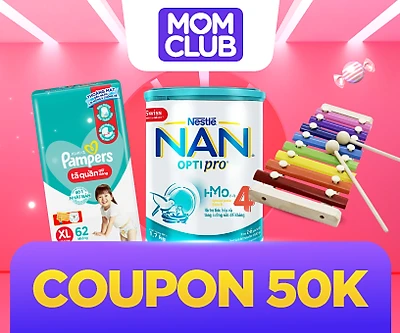 MOM
CLUB
Pampers
tã quần
XL
62
Nestlé
NAN
OPTIpro
HMO
4
COUPON 50K